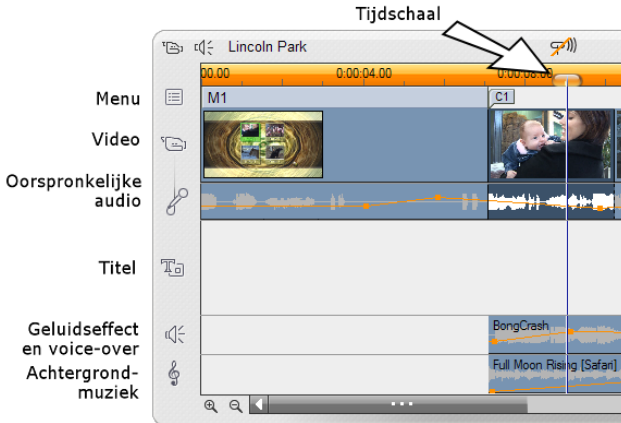 Tijdschaal
Lincoln Park
00.00 0:00:04.00 0:00:08.00
Menu
M1 C1
Video
Oorspronkelijke
audio
Titel
Geluidseffect
en voice-over
BongCrash
Achtergrond-
muziek
Full Moon Rising [Safari]